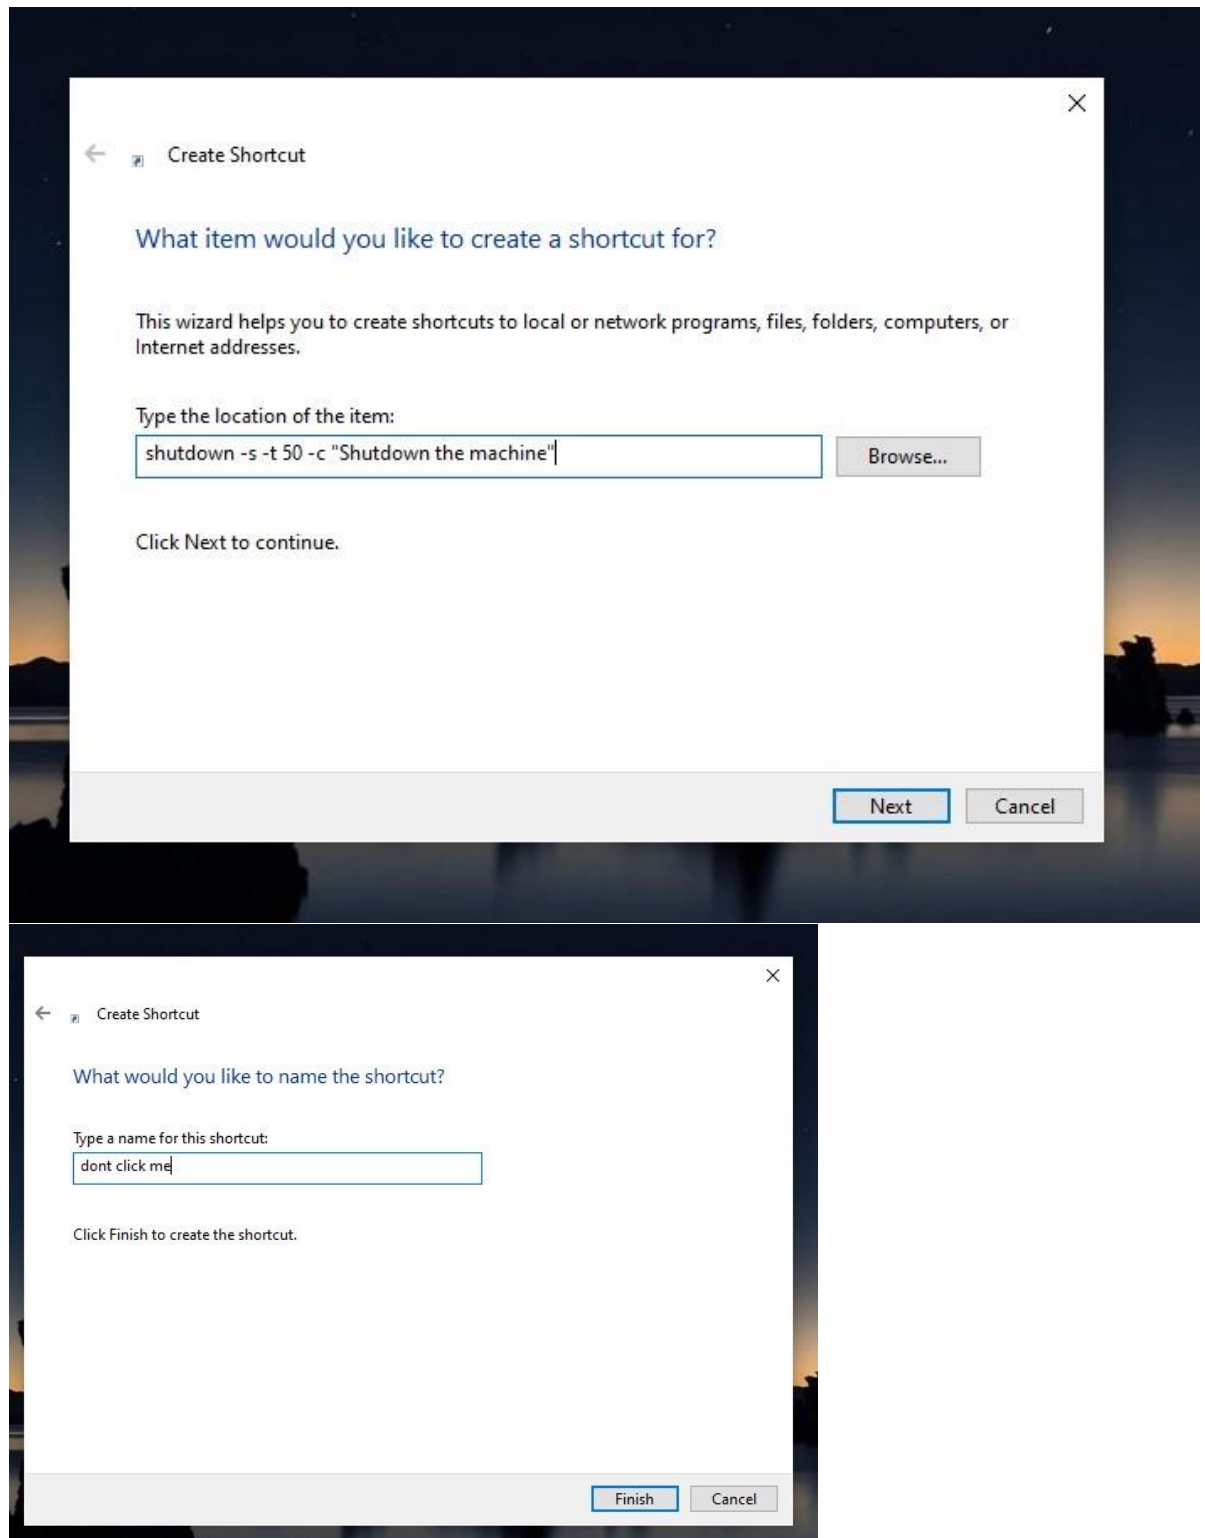 Create Shortcut
What item would you like to create a shortcut for?
This wizard helps you to create shortcuts to local or network programs, files, folders, computers, or
Internet addresses.
Type the location of the item:
shutdown -s -t 50 -c "Shutdown the machine"
Browse...
Click Next to continue.
Next
Cancel
Create Shortcut
What would you like to name the shortcut?
Type a name for this shortcut:
dont click me
Click Finish to create the shortcut.
Finish
Cancel